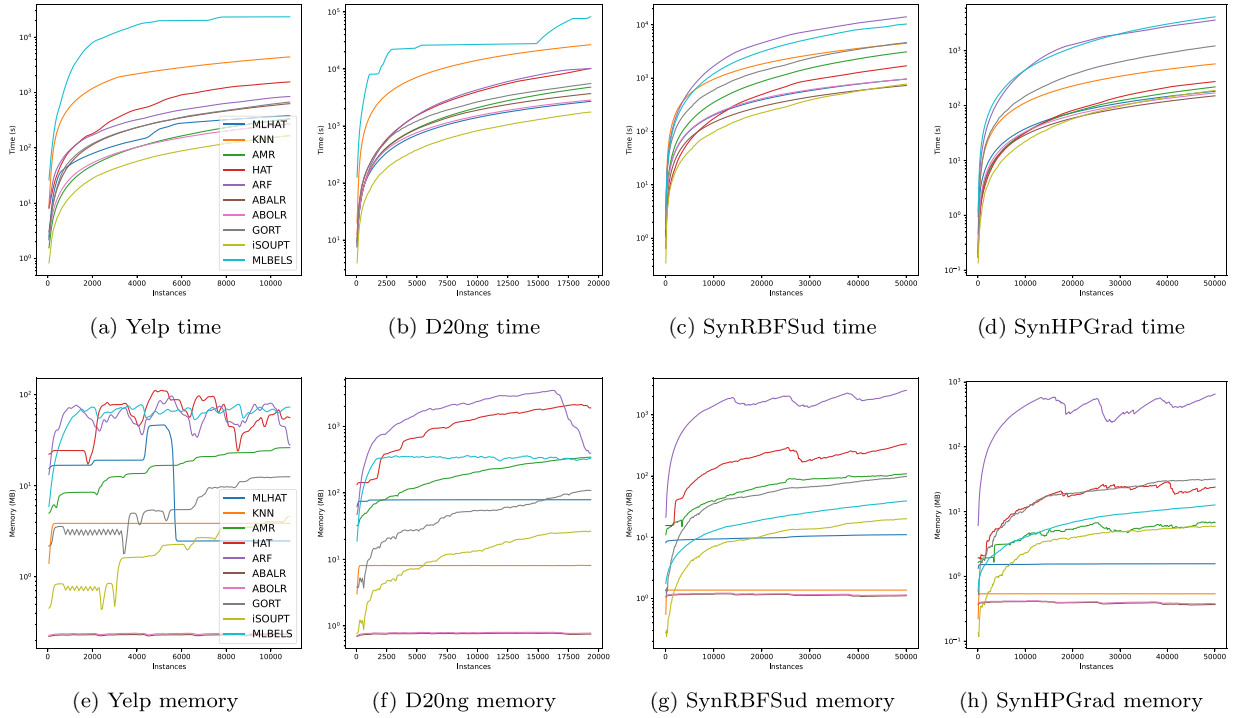 10⁴
10³
10²
10¹
10⁰
Time (s)
0 2000 4000 6000 8000 10000
Instances
MLHAT
KNN
AMR
HAT
ARF
ABALR
ABOLR
GORT
iSOUPT
MLBELS
(a) Yelp time
10⁵
10⁴
10³
10²
10¹
Time (s)
0 2500 5000 7500 10000 12500 15000 17500 20000
Instances
(b) D20ng time
10⁴
10³
10²
10¹
10⁰
Time (s)
0 10000 20000 30000 40000 50000
Instances
(c) SynRBFSud time
10³
10²
10¹
10⁰
10⁻¹
Time (s)
0 10000 20000 30000 40000 50000
Instances
(d) SynHPGrad time
10²
10¹
10⁰
Memory (MB)
0 2000 4000 6000 8000 10000
Instances
MLHAT
KNN
AMR
HAT
ARF
ABALR
ABOLR
GORT
iSOUPT
MLBELS
(e) Yelp memory
10³
10²
10¹
10⁰
Memory (MB)
0 2500 5000 7500 10000 12500 15000 17500 20000
Instances
(f) D20ng memory
10³
10²
10¹
10⁰
Memory (MB)
0 10000 20000 30000 40000 50000
Instances
(g) SynRBFSud memory
10³
10²
10¹
10⁰
10⁻¹
Memory (MB)
0 10000 20000 30000 40000 50000
Instances
(h) SynHPGrad memory